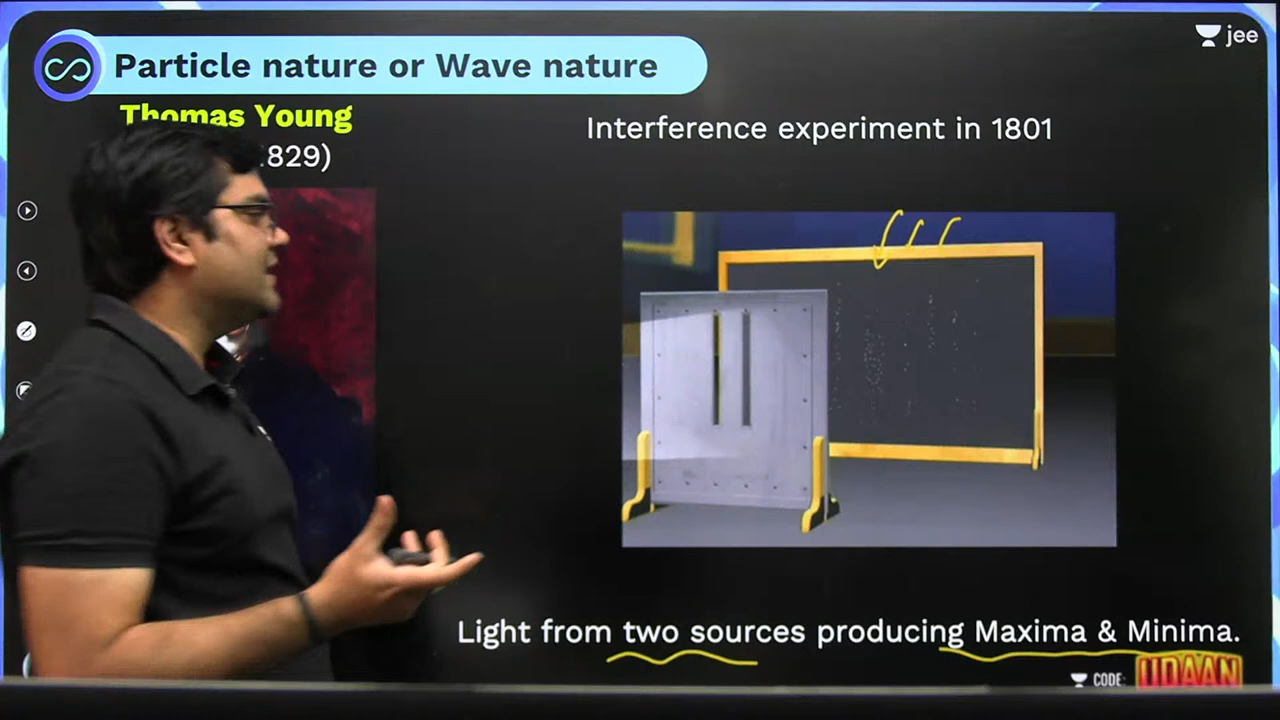 jee
Particle nature or Wave nature
Thomas Young
829)
Interference experiment in 1801
Light from two sources producing Maxima & Minima.
CODE: UDAAN